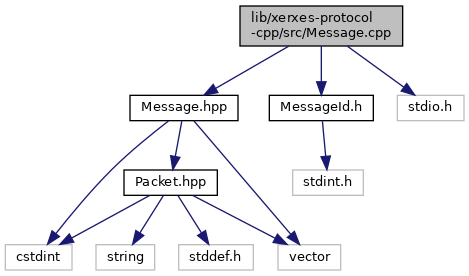 lib/xerxes-protocol
-cpp/src/Message.cpp
Message.hpp
MessageId.h
stdio.h
Packet.hpp
stdint.h
cstdint
string
stddef.h
vector